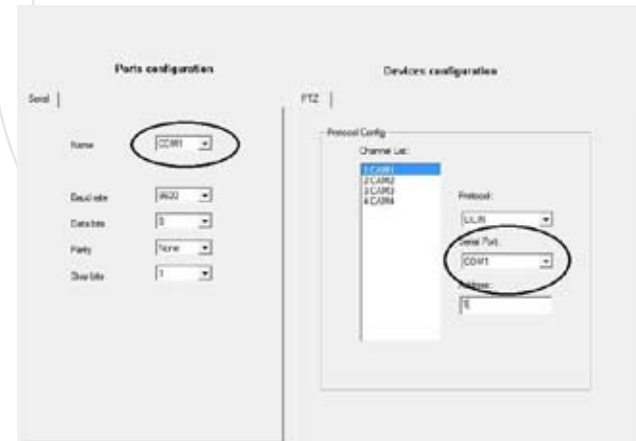 Ports configuration
Serial
Name
COM1
Baud rate
9600
Data bits
8
Parity
None
Stop bits
1
Devices configuration
PTZ
Protocol Config
Channel List:
1 CAM1
2 CAM2
3 CAM3
4 CAM4
Protocol:
LILIN
Serial Port:
COM1
Address:
1